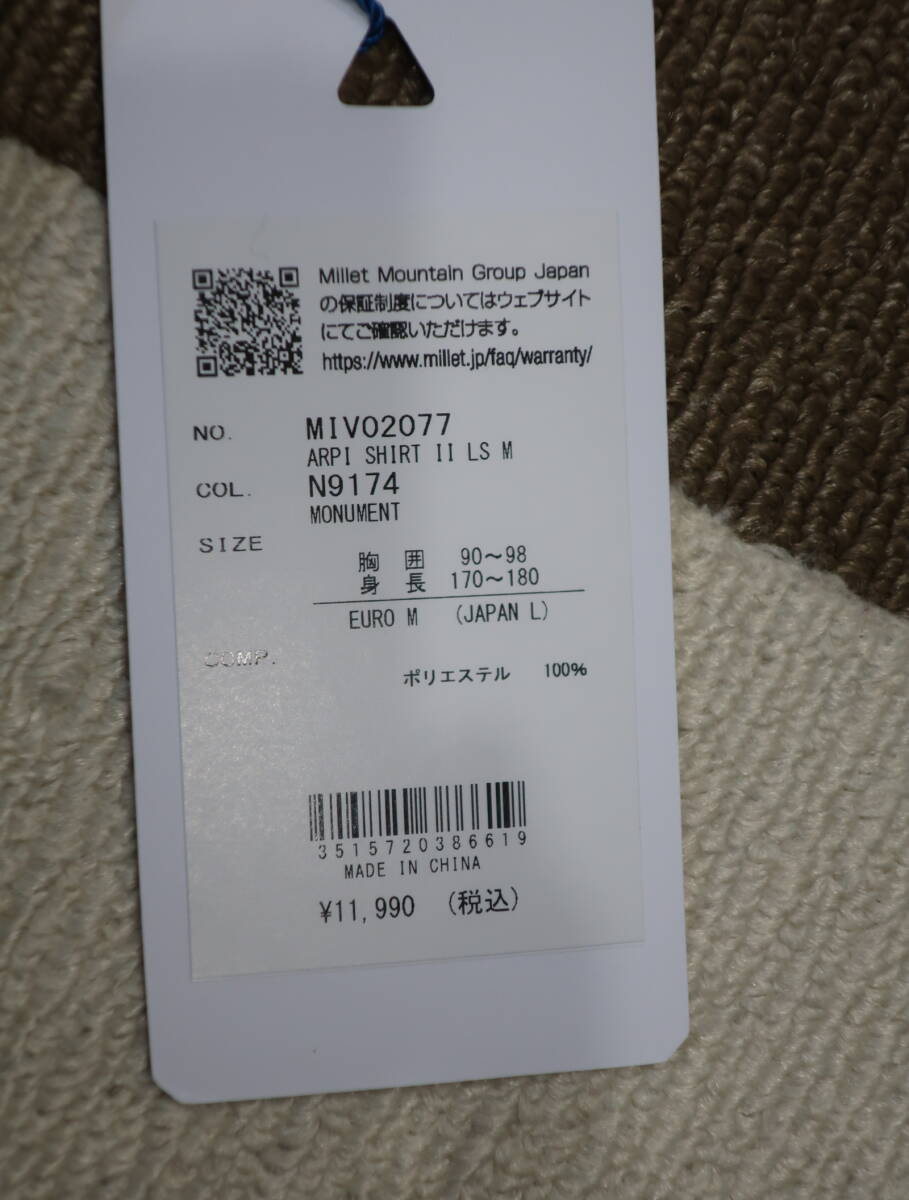 Millet Mountain Group Japan
の保証制度についてはウェブサイト
にてご確認いただけます。
https://www.millet.jp/faq/warranty/
NO. MIV02077
ARPI SHIRT II LS M
COL. N9174
MONUMENT
SIZE
胸 囲 90～98
身 長 170～180
EURO M (JAPAN L)
COMP.
ポリエステル 100%
3515720386619
MADE IN CHINA
¥11,990 (税込)